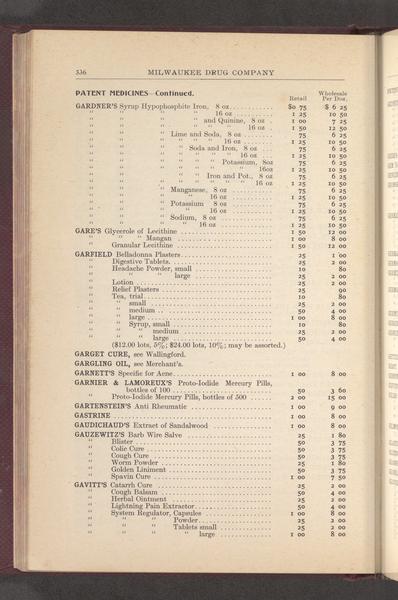 336 MILWAUKEE DRUG COMPANY
PATENT MEDICINES—Continued.
Retail Wholesale Per Doz.
GARDNER'S Syrup Hypophosphite Iron, 8 oz $0 75 $ 6 25
" " " " 16 oz 1 25 10 50
" " " " and Quinine, 8 oz 1 00 7 25
" " " " " " 16 oz 1 50 12 50
" " " Lime and Soda, 8 oz 75 6 25
" " " " " " 16 oz 1 25 10 50
" " " " Soda and Iron, 8 oz 75 6 25
" " " " " " " 16 oz 1 25 10 50
" " " " " " Potassium, 8oz 75 6 25
" " " " " " " 16oz 1 25 10 50
" " " " " Iron and Pot., 8 oz 75 6 25
" " " " " " " " 16 oz 1 25 10 50
" " " Manganese, 8 oz 75 6 25
" " " " 16 oz 1 25 10 50
" " " Potassium 8 oz 75 6 25
" " " " 16 oz 1 25 10 50
" " " Sodium, 8 oz 75 6 25
" " " " 16 oz 1 25 10 50
GARE'S Glycerole of Lecithine 1 50 12 00
" " " Mangan 1 00 8 00
" Granular Lecithine 1 50 12 00
GARFIELD Belladonna Plasters 25 1 00
" Digestive Tablets 25 2 00
" Headache Powder, small 10 80
" " " large 25 2 00
" Lotion 25 2 00
" Relief Plasters 25 90
" Tea, trial 10 80
" " small 25 2 00
" " medium 50 4 00
" " large 1 00 8 00
" Syrup, small 10 80
" " medium 25 2 00
" " large 50 4 00
($12.00 lots, 5%; $24.00 lots, 10%; may be assorted.)
GARGET CURE, see Wallingford.
GARGLING OIL, see Merchant's.
GARNETT'S Specific for Acne 1 00 8 00
GARNIER & LAMOREUX'S Proto-Iodide Mercury Pills,
bottles of 100 50 3 60
" Proto-Iodide Mercury Pills, bottles of 500 2 00 15 00
GARTENSTEIN'S Anti Rheumatic 1 00 9 00
GASTRINE 1 00 8 00
GAUDICHAUD'S Extract of Sandalwood 1 00 8 00
GAUZEWITZ'S Barb Wire Salve 25 1 80
" Blister 50 3 75
" Colic Cure 50 3 75
" Cough Cure 50 3 75
" Worm Powder 25 1 80
" Golden Liniment 50 3 75
" Spavin Cure 1 00 7 50
GAVITT'S Catarrh Cure 25 2 00
" Cough Balsam 50 4 00
" Herbal Ointment 25 2 00
" Lightning Pain Extractor 50 4 00
" System Regulator, Capsules 1 00 8 00
" " " Powder 25 2 00
" " " Tablets small 25 2 00
" " " " large 1 00 8 00